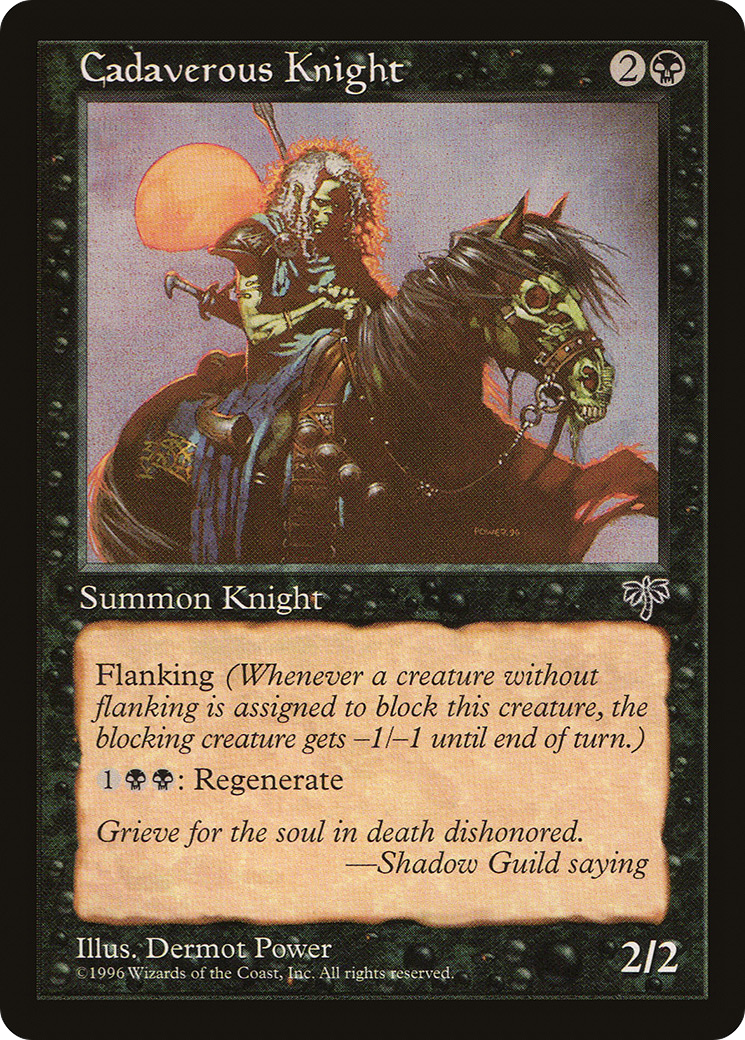 Cadaverous Knight 2
POWER. 96
Summon Knight
Flanking (Whenever a creature without
flanking is assigned to block this creature, the
blocking creature gets –1/–1 until end of turn.)
1 : Regenerate
Grieve for the soul in death dishonored.
—Shadow Guild saying
Illus. Dermot Power
©1996 Wizards of the Coast, Inc. All rights reserved.
2/2